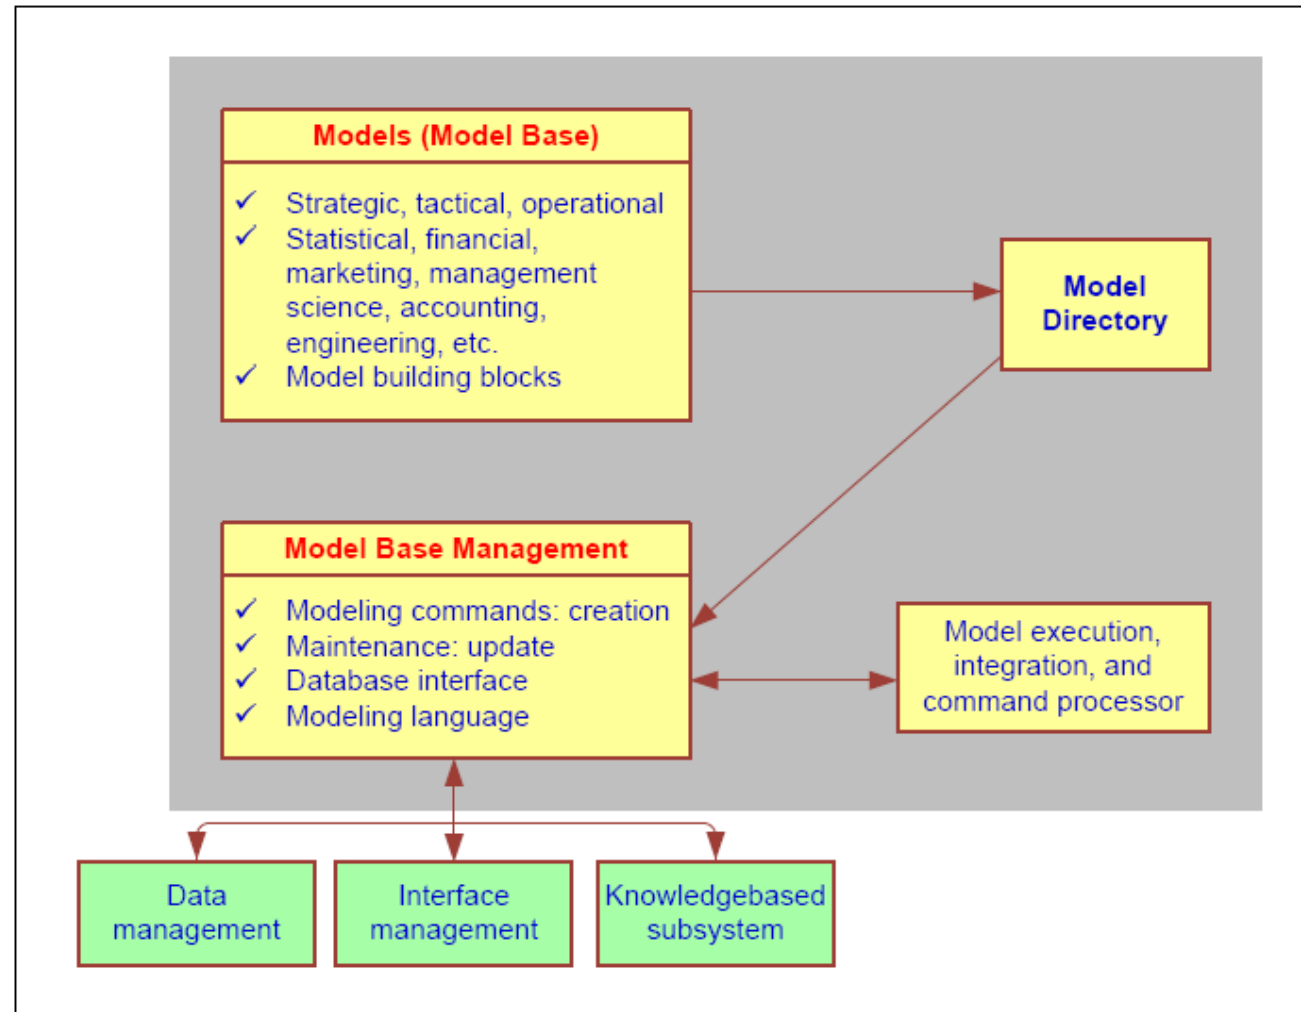 Models (Model Base)
✓ Strategic, tactical, operational
✓ Statistical, financial,
marketing, management
science, accounting,
engineering, etc.
✓ Model building blocks
Model
Directory
Model Base Management
✓ Modeling commands: creation
✓ Maintenance: update
✓ Database interface
✓ Modeling language
Model execution,
integration, and
command processor
Data
management
Interface
management
Knowledgebased
subsystem